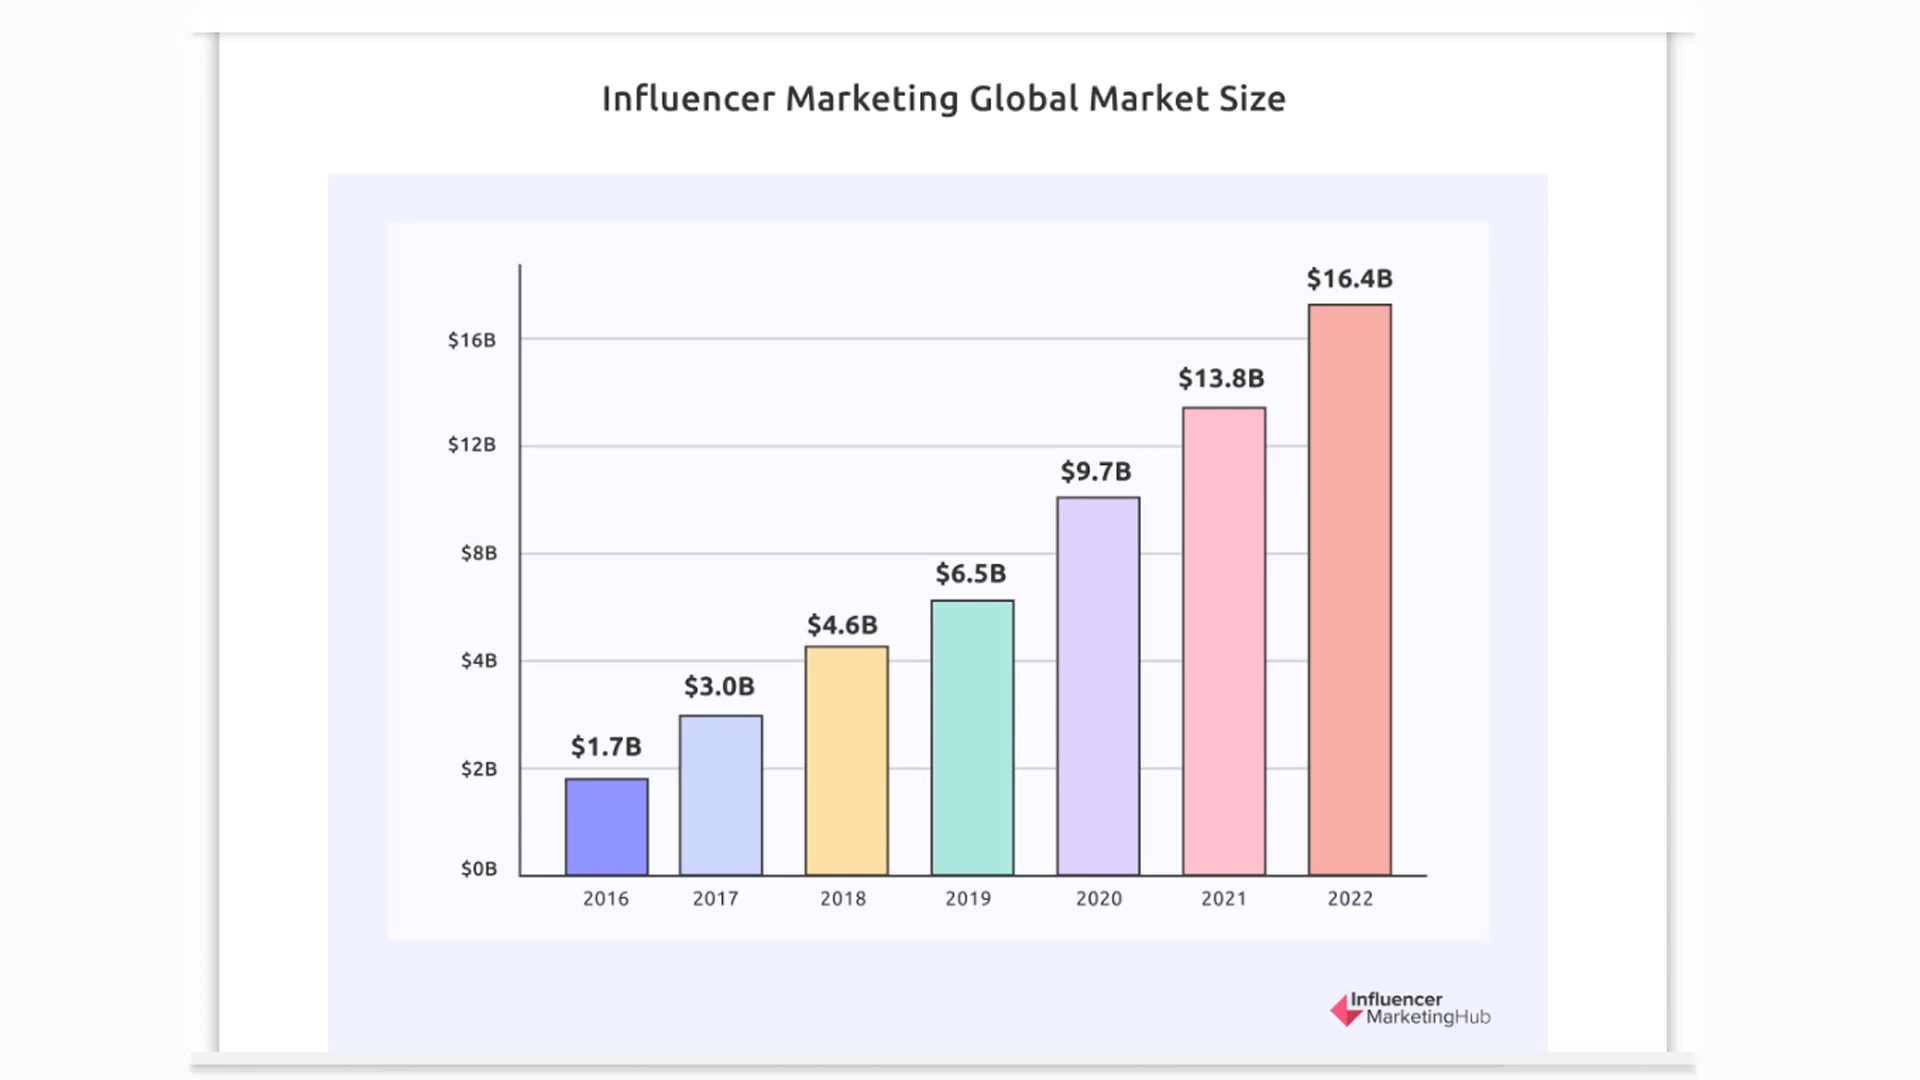 Influencer Marketing Global Market Size
$16.4B
$16B
$13.8B
$12B
$9.7B
$8B
$6.5B
$4.6B
$4B
$3.0B
$1.7B
$2B
$0B
2016 2017 2018 2019 2020 2021 2022
Influencer
MarketingHub